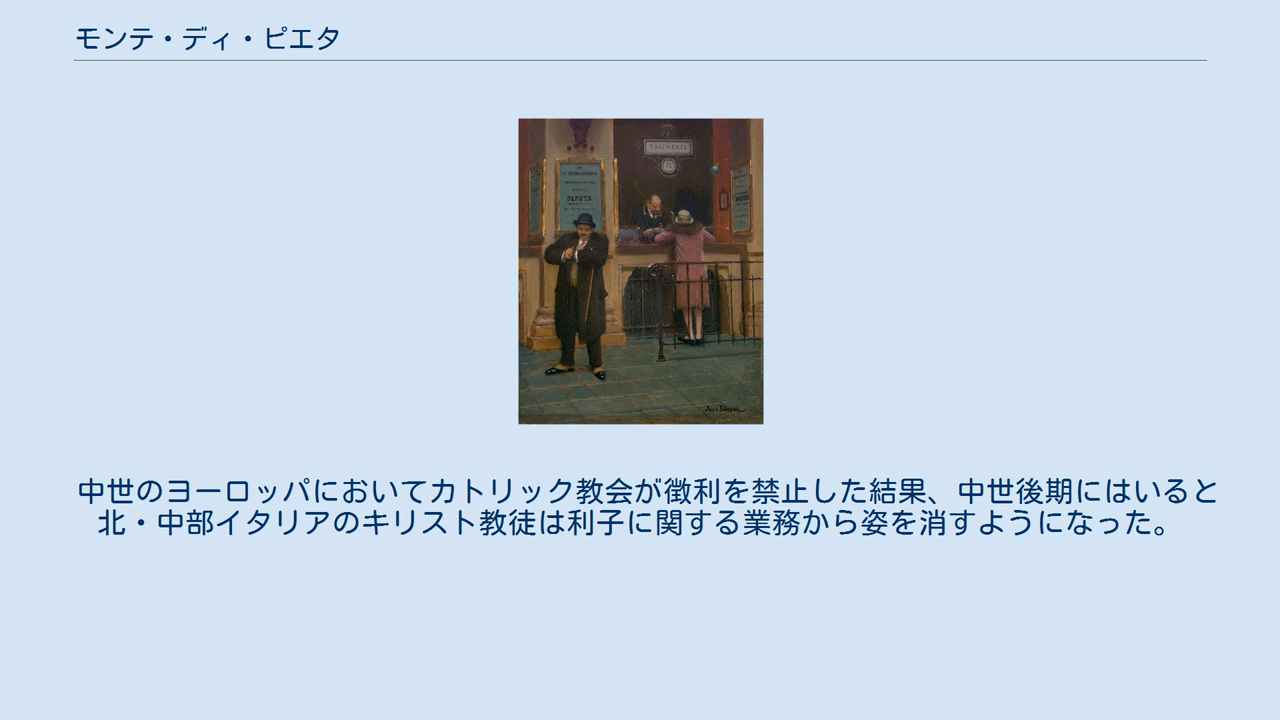 モンテ・ディ・ピエタ
中世のヨーロッパにおいてカトリック教会が徴利を禁止した結果、中世後期にはいると
北・中部イタリアのキリスト教徒は利子に関する業務から姿を消すようになった。